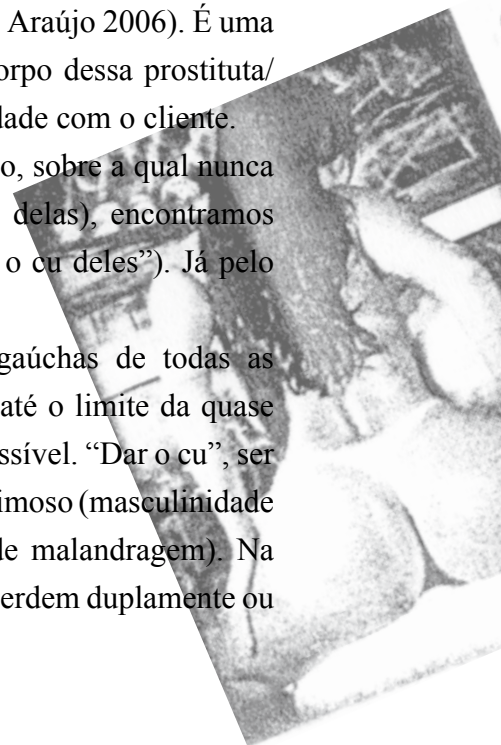 Araújo 2006). É uma
orpo dessa prostituta/
dade com o cliente.
o, sobre a qual nunca
delas), encontramos
o cu deles”). Já pelo
gaúchas de todas as
até o limite da quase
ssível. “Dar o cu”, ser
imoso (masculinidade
de malandragem). Na
erdem duplamente ou